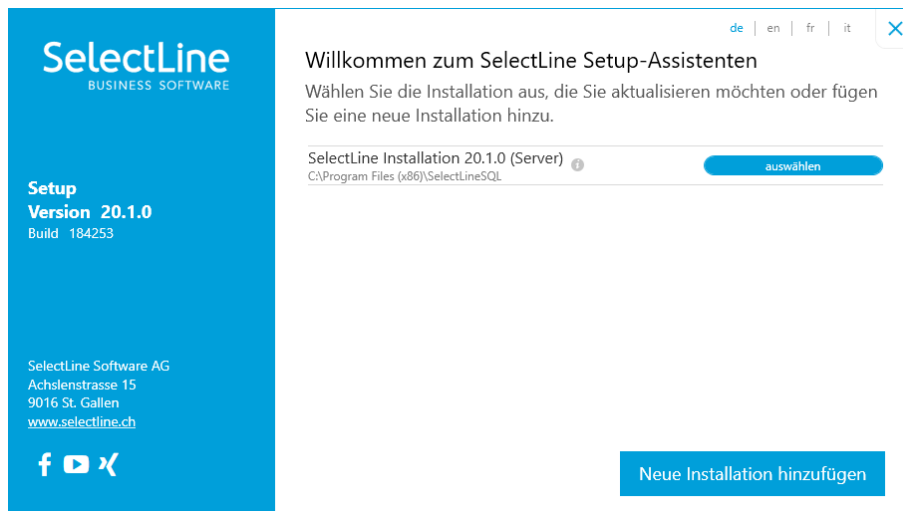 SelectLine
BUSINESS SOFTWARE
Setup
Version 20.1.0
Build 184253
SelectLine Software AG
Achslenstrasse 15
9016 St. Gallen
www.selectline.ch
de | en | fr | it
Willkommen zum SelectLine Setup-Assistenten
Wählen Sie die Installation aus, die Sie aktualisieren möchten oder fügen
Sie eine neue Installation hinzu.
SelectLine Installation 20.1.0 (Server)
C:\Program Files (x86)\SelectLineSQL
auswählen
Neue Installation hinzufügen